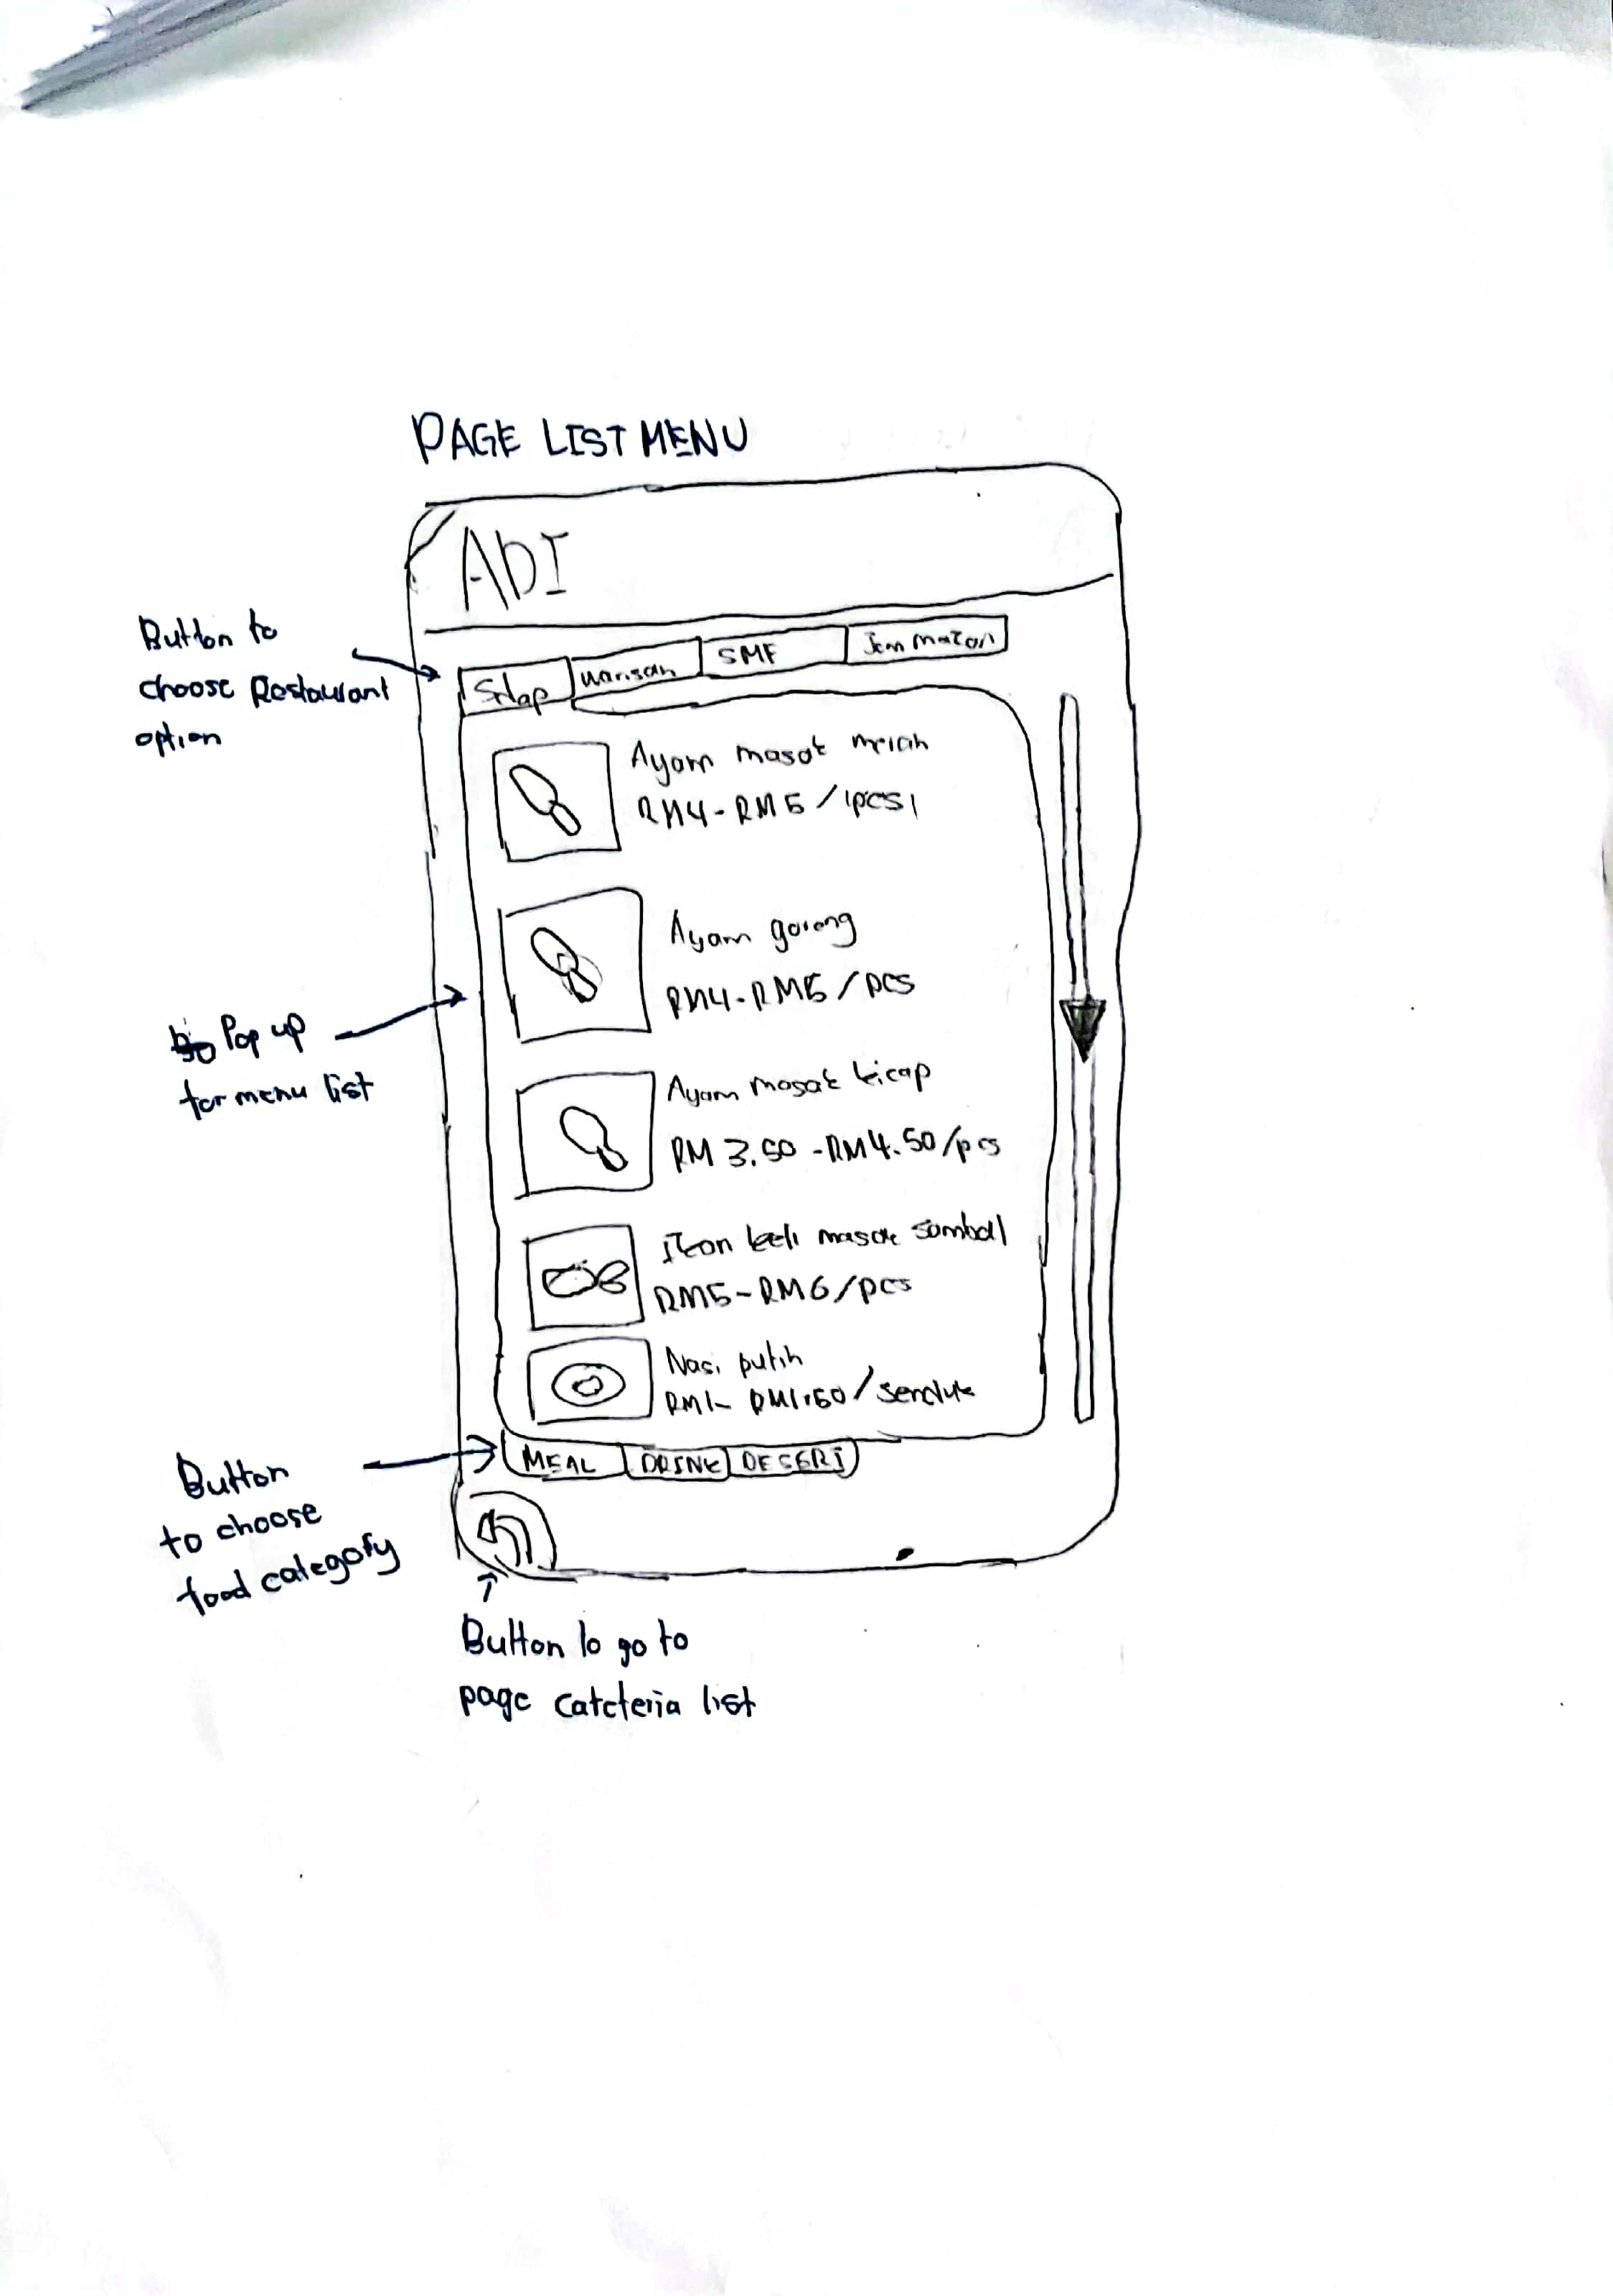 PAGE LIST MENU
ADI
Button to
choose Restaurant
option
Sdap
Warisan
SMF
Jom Makan
Ayam masak merah
RM4-RM5/1pcs
Ayam goreng
RM4-RM5/pcs
Pop up
for menu list
Ayam masak kicap
RM 3.50 -RM4.50/pcs
Ikan keli masak sambal
RM5-RM6/pcs
Nasi putih
RM1- RM1.50/senduk
MEAL
DRINK
DESERT
Button
to choose
food category
Button to go to
page cafeteria list